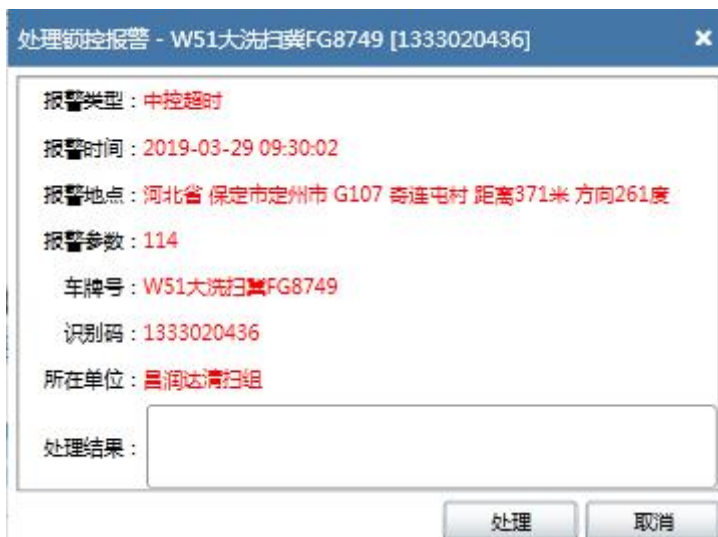 处理锁控报警 - W51大洗扫冀FG8749 [1333020436]
报警类型：中控超时
报警时间：2019-03-29 09:30:02
报警地点：河北省 保定市定州市 G107 奇连屯村 距离371米 方向261度
报警参数：114
车牌号：W51大洗扫冀FG8749
识别码：1333020436
所在单位：昌润达清扫组
处理结果：
处理 取消